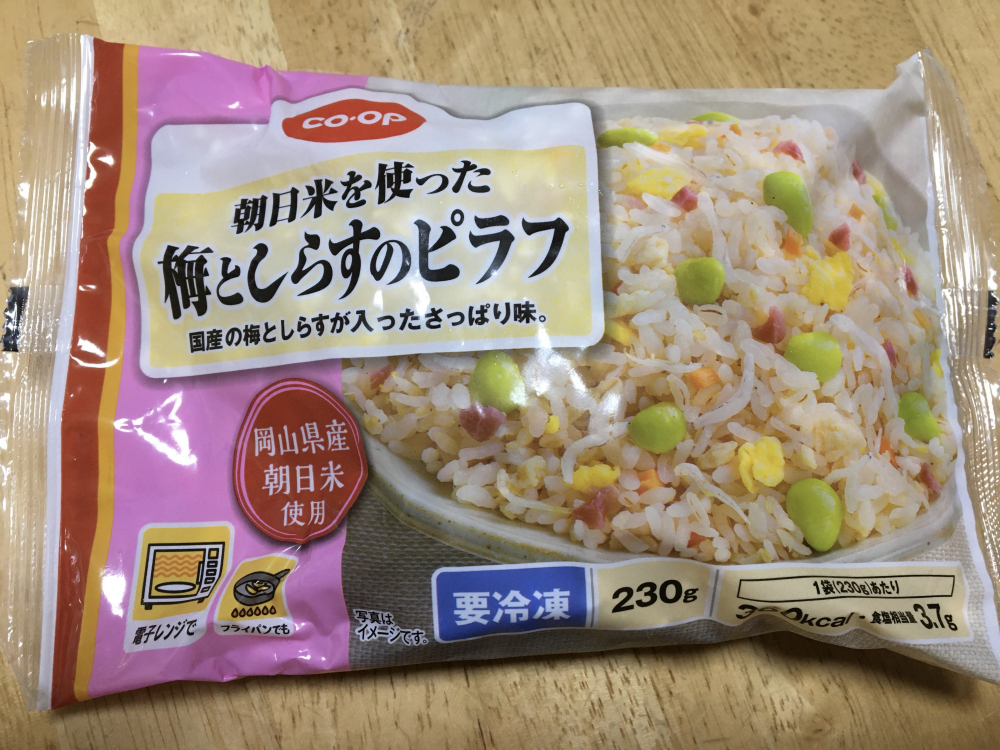 CO·OP
朝日米を使った
梅としらすのピラフ
国産の梅としらすが入ったさっぱり味。
岡山県産
朝日米
使用
電子レンジで
フライパンでも
写真は
イメージです。
要冷凍
230g
1袋(230g)あたり
kcal・食塩相当量3.7g